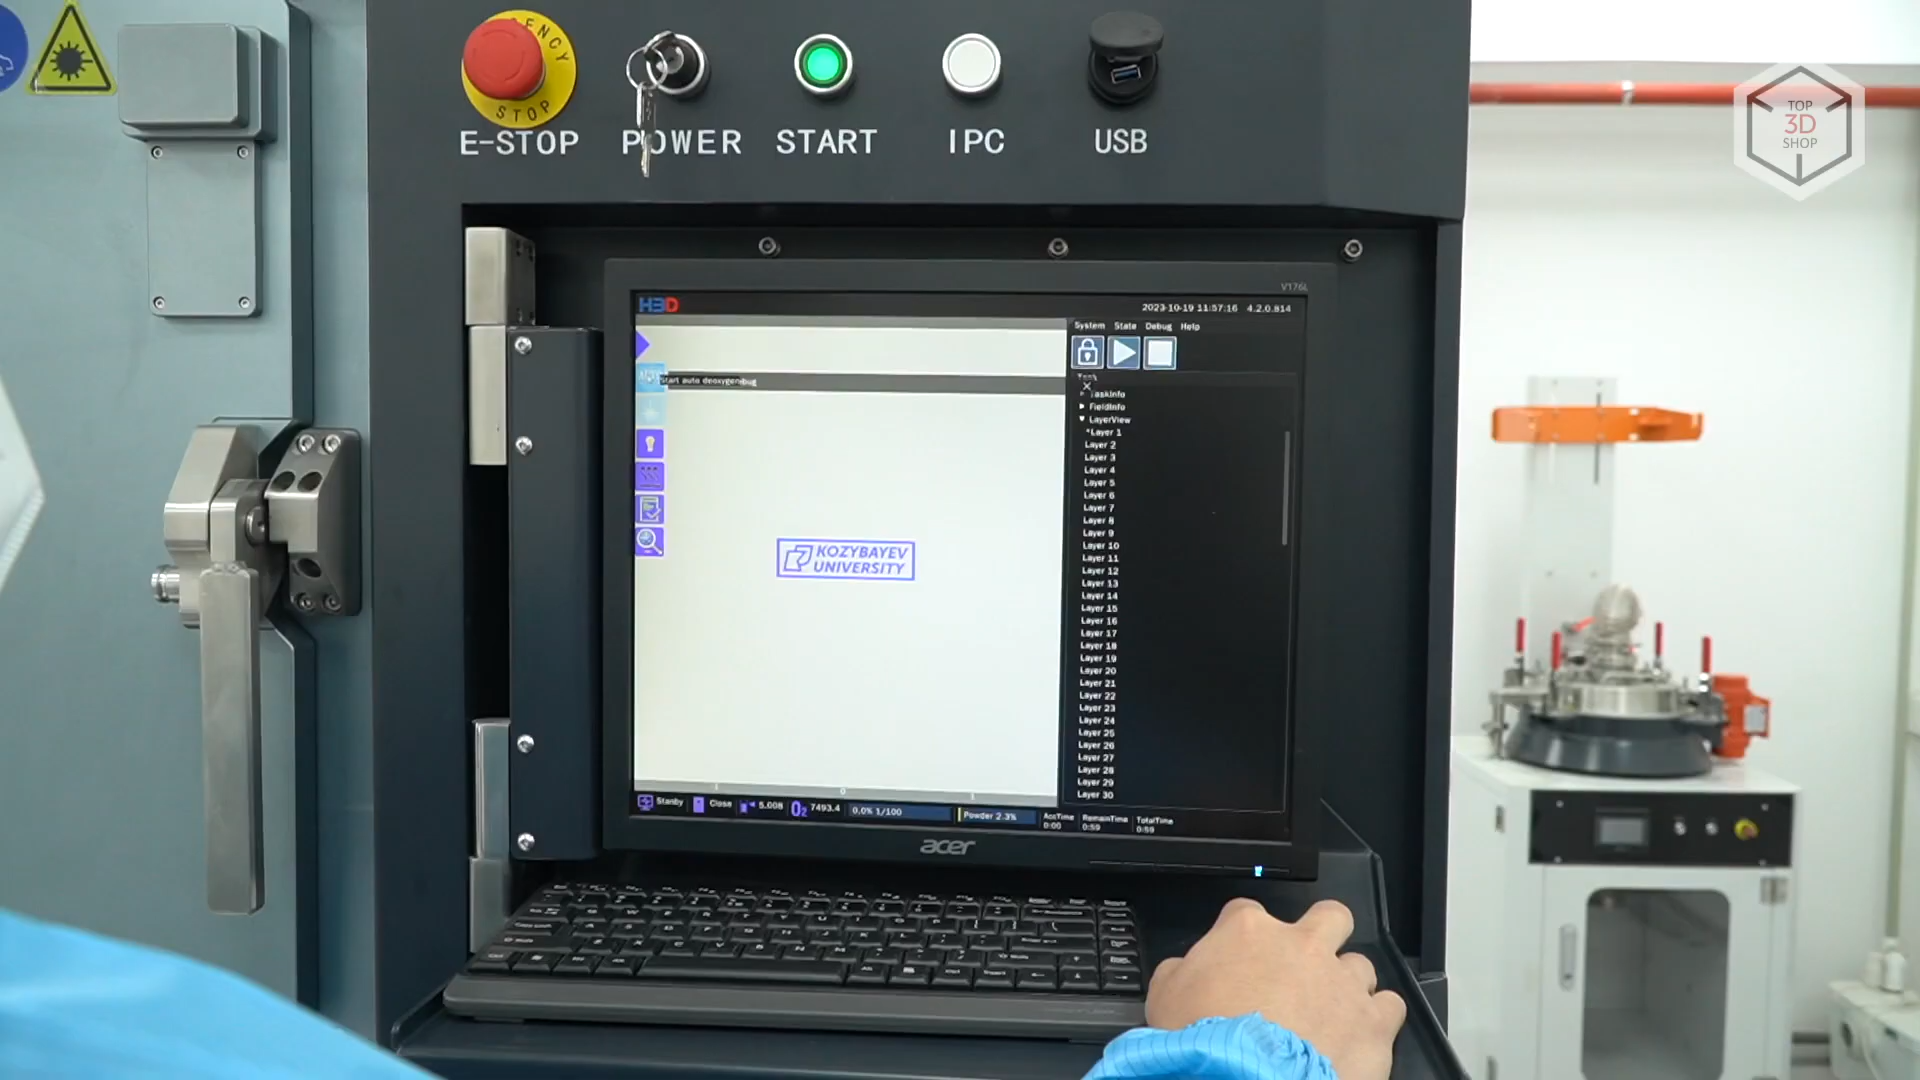 EMERGENCY
STOP
E-STOP
POWER
START
IPC
USB
TOP
3D
SHOP
V176L
H3D
2023-10-19 11:57:16 4.2.0.814
System State Debug Help
Start auto deoxygen
TaskInfo
FieldInfo
LayerView
*Layer 1
Layer 2
Layer 3
Layer 4
Layer 5
Layer 6
Layer 7
Layer 8
Layer 9
Layer 10
Layer 11
Layer 12
Layer 13
Layer 14
Layer 15
Layer 16
Layer 17
Layer 18
Layer 19
Layer 20
Layer 21
Layer 22
Layer 23
Layer 24
Layer 25
Layer 26
Layer 27
Layer 28
Layer 29
Layer 30
KOZYBAYEV
UNIVERSITY
Stanby Close 5.008 O2 7493.4 0.0% 1/100 Powder 2.3%
AccTime RemainTime TotalTime
0:00 0:59 0:59
acer